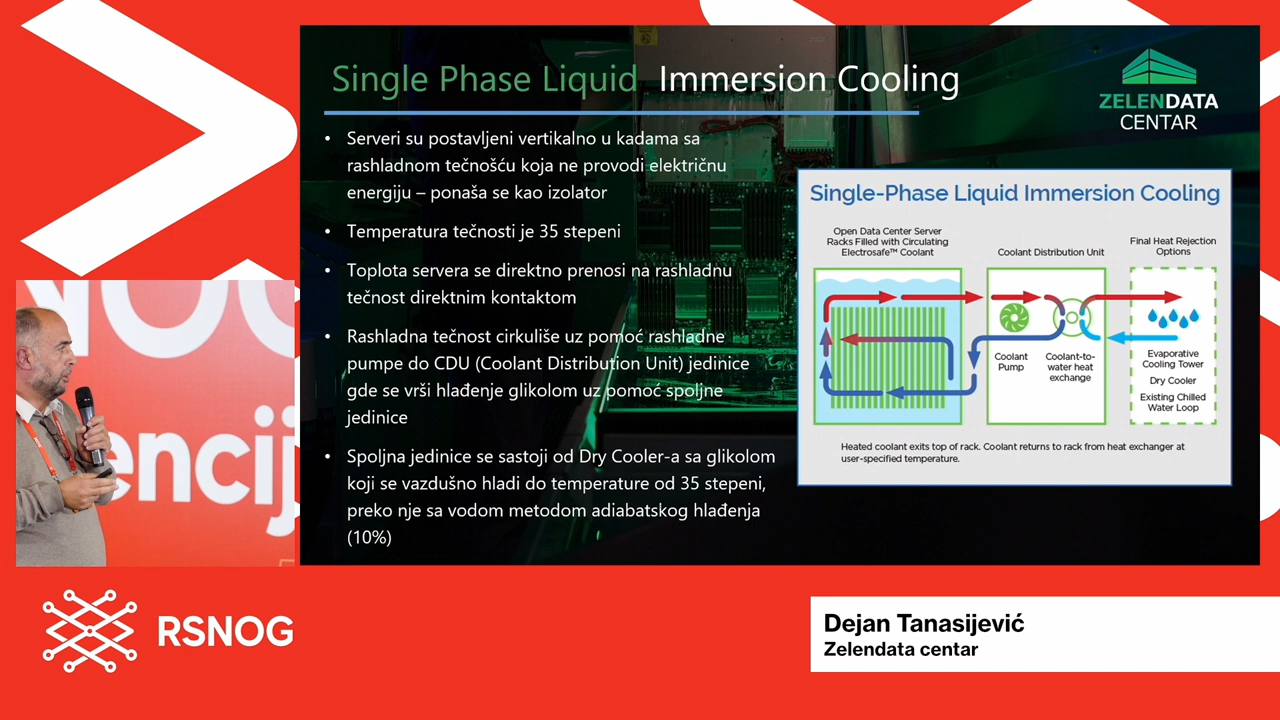 Single Phase Liquid Immersion Cooling
ZELENDATA
CENTAR
• Serveri su postavljeni vertikalno u kadama sa
rashladnom tečnošću koja ne provodi električnu
energiju – ponaša se kao izolator
• Temperatura tečnosti je 35 stepeni
• Toplota servera se direktno prenosi na rashladnu
tečnost direktnim kontaktom
• Rashladna tečnost cirkuliše uz pomoć rashladne
pumpe do CDU (Coolant Distribution Unit) jedinice
gde se vrši hlađenje glikolom uz pomoć spoljne
jedinice
• Spoljna jedinice se sastoji od Dry Cooler-a sa glikolom
koji se vazdušno hladi do temperature od 35 stepeni,
preko nje sa vodom metodom adiabatskog hlađenja
(10%)
Single-Phase Liquid Immersion Cooling
Open Data Center Server
Racks Filled with Circulating
Electrosafe™ Coolant
Coolant Distribution Unit
Final Heat Rejection
Options
Coolant
Pump
Coolant-to-
water heat
exchange
Evaporative
Cooling Tower
Dry Cooler
Existing Chilled
Water Loop
Heated coolant exits top of rack. Coolant returns to rack from heat exchanger at
user-specified temperature.
NOG
encij
RSNOG
Dejan Tanasijević
Zelendata centar